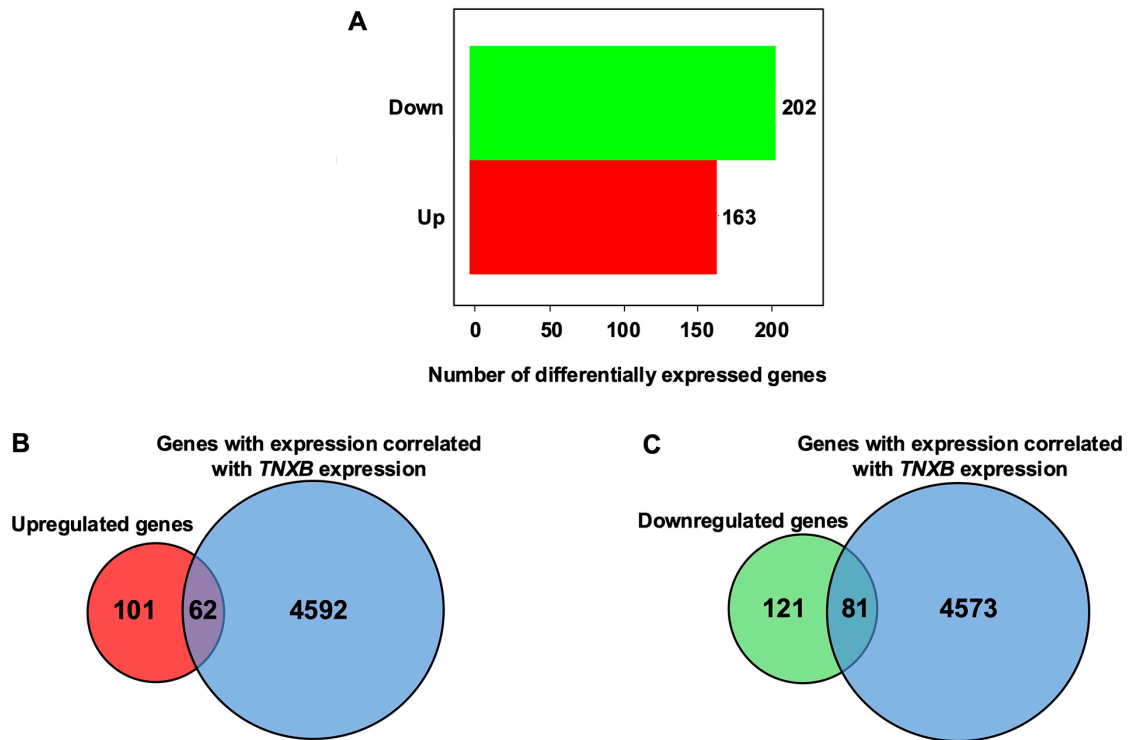 A
Down
202
Up
163
0 50 100 150 200
Number of differentially expressed genes
B
Genes with expression correlated
with TNXB expression
Upregulated genes
101 62 4592
C
Genes with expression correlated
with TNXB expression
Downregulated genes
121 81 4573